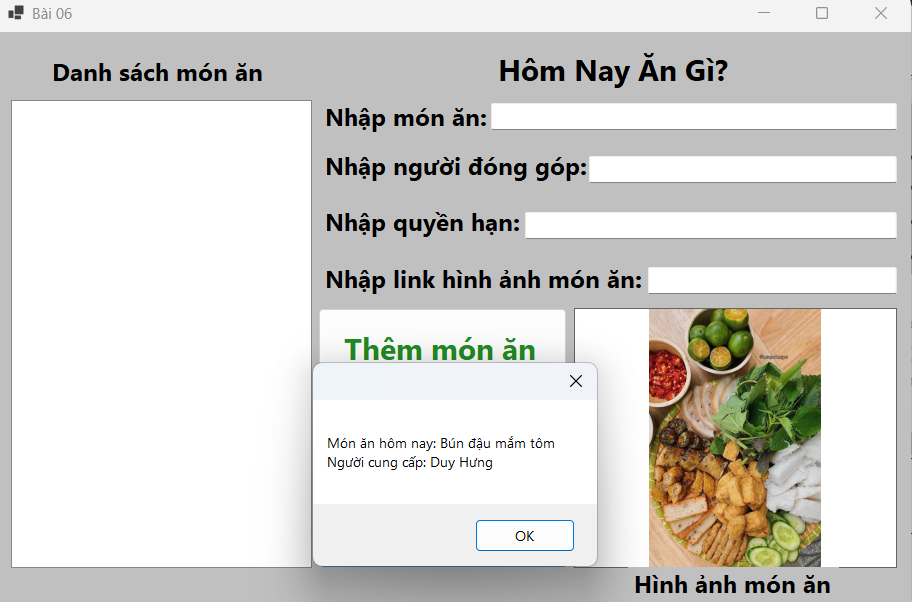 Bài 06
Danh sách món ăn
Hôm Nay Ăn Gì?
Nhập món ăn:
Nhập người đóng góp:
Nhập quyền hạn:
Nhập link hình ảnh món ăn:
Thêm món ăn
Món ăn hôm nay: Bún đậu mắm tôm
Người cung cấp: Duy Hưng
OK
Hình ảnh món ăn